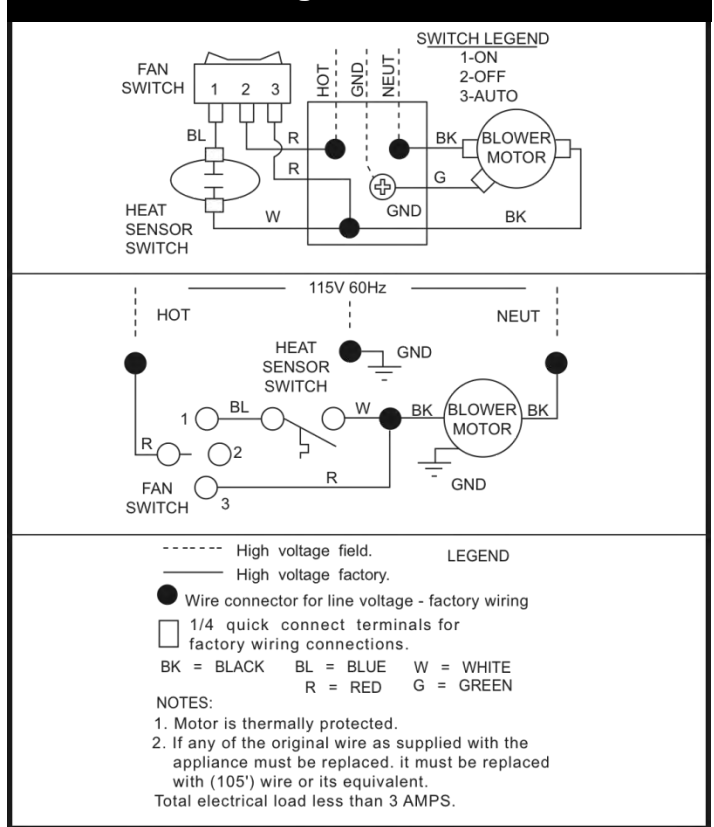 SWITCH LEGEND
1-ON
2-OFF
3-AUTO
FAN
SWITCH
1 2 3
HOT
GND
NEUT
BL
R
R
BK
BLOWER
MOTOR
G
GND
HEAT
SENSOR
SWITCH
W
BK
115V 60Hz
HOT
NEUT
HEAT
SENSOR
SWITCH
GND
1
BL
W
BK
BLOWER
MOTOR
BK
R
2
GND
FAN
SWITCH
3
R
High voltage field.
LEGEND
High voltage factory.
Wire connector for line voltage - factory wiring
1/4 quick connect terminals for
factory wiring connections.
BK = BLACK BL = BLUE W = WHITE
R = RED G = GREEN
NOTES:
1. Motor is thermally protected.
2. If any of the original wire as supplied with the
appliance must be replaced. it must be replaced
with (105') wire or its equivalent.
Total electrical load less than 3 AMPS.